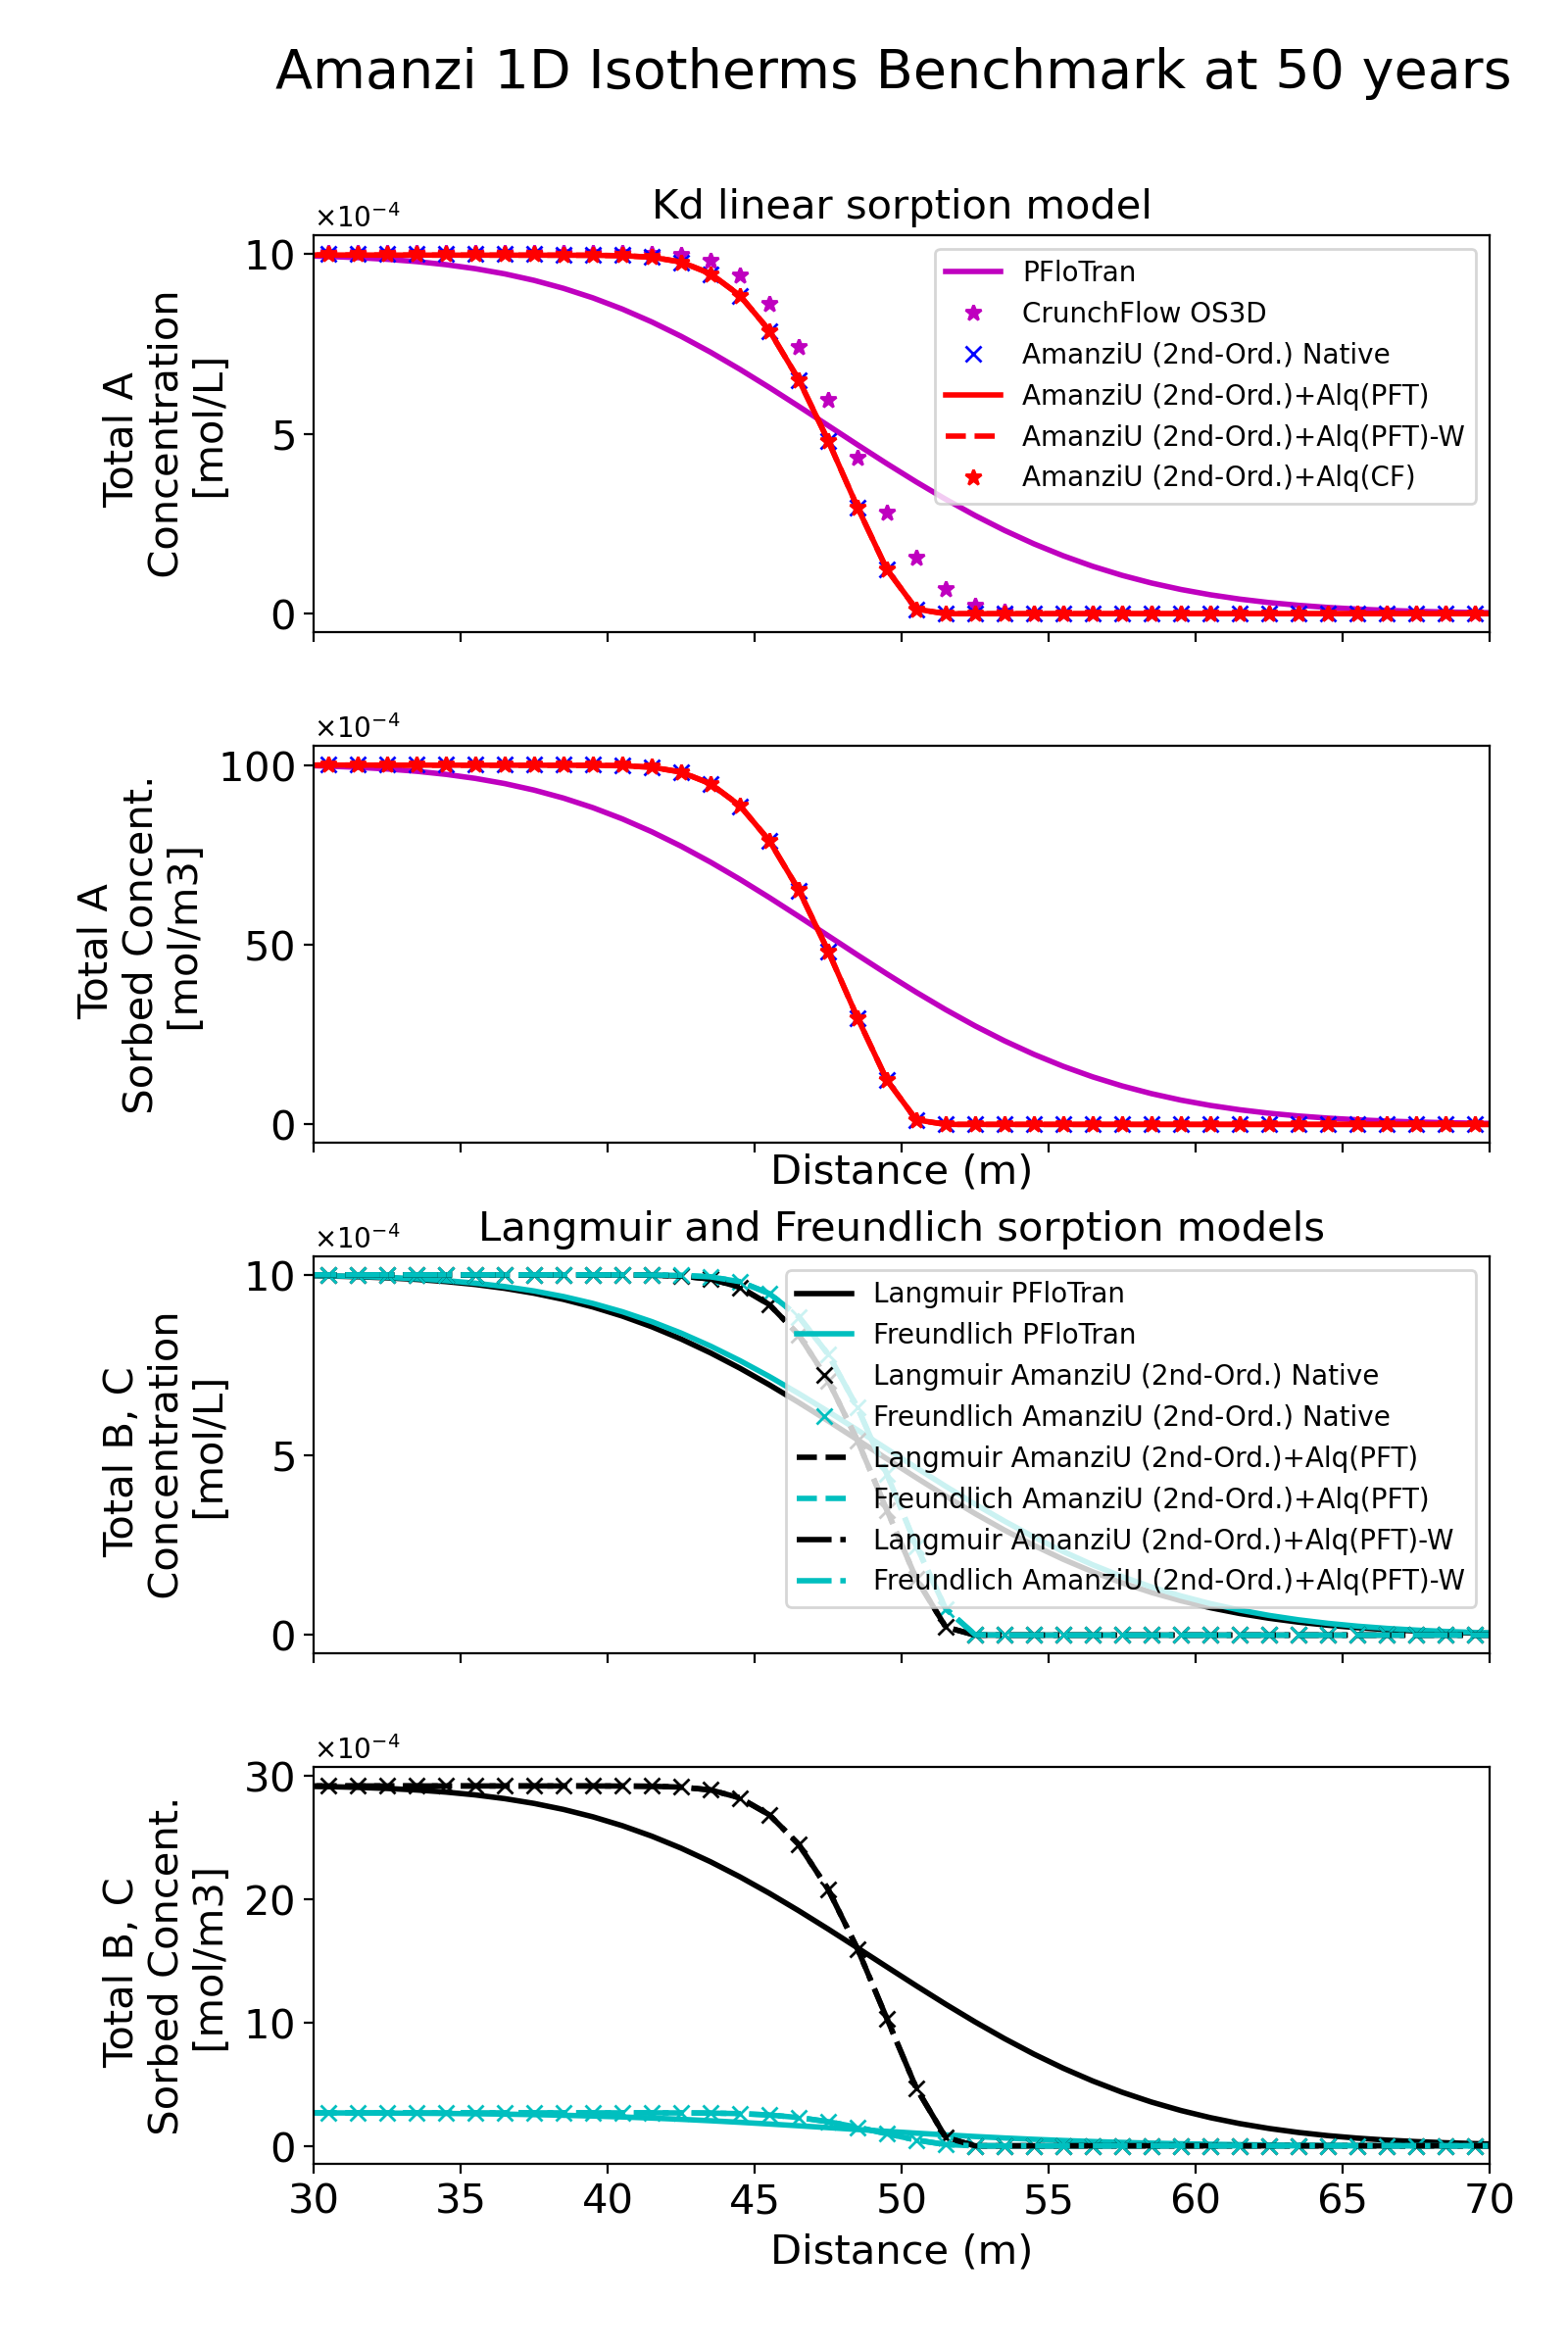 Amanzi 1D Isotherms Benchmark at 50 years
Kd linear sorption model
×10⁻⁴
10
5
0
Total A
Concentration
[mol/L]
PFloTran
CrunchFlow OS3D
AmanziU (2nd-Ord.) Native
AmanziU (2nd-Ord.)+Alq(PFT)
AmanziU (2nd-Ord.)+Alq(PFT)-W
AmanziU (2nd-Ord.)+Alq(CF)
×10⁻⁴
100
50
0
Total A
Sorbed Concent.
[mol/m3]
Distance (m)
Langmuir and Freundlich sorption models
×10⁻⁴
10
5
0
Total B, C
Concentration
[mol/L]
Langmuir PFloTran
Freundlich PFloTran
Langmuir AmanziU (2nd-Ord.) Native
Freundlich AmanziU (2nd-Ord.) Native
Langmuir AmanziU (2nd-Ord.)+Alq(PFT)
Freundlich AmanziU (2nd-Ord.)+Alq(PFT)
Langmuir AmanziU (2nd-Ord.)+Alq(PFT)-W
Freundlich AmanziU (2nd-Ord.)+Alq(PFT)-W
×10⁻⁴
30
20
10
0
Total B, C
Sorbed Concent.
[mol/m3]
30 35 40 45 50 55 60 65 70
Distance (m)